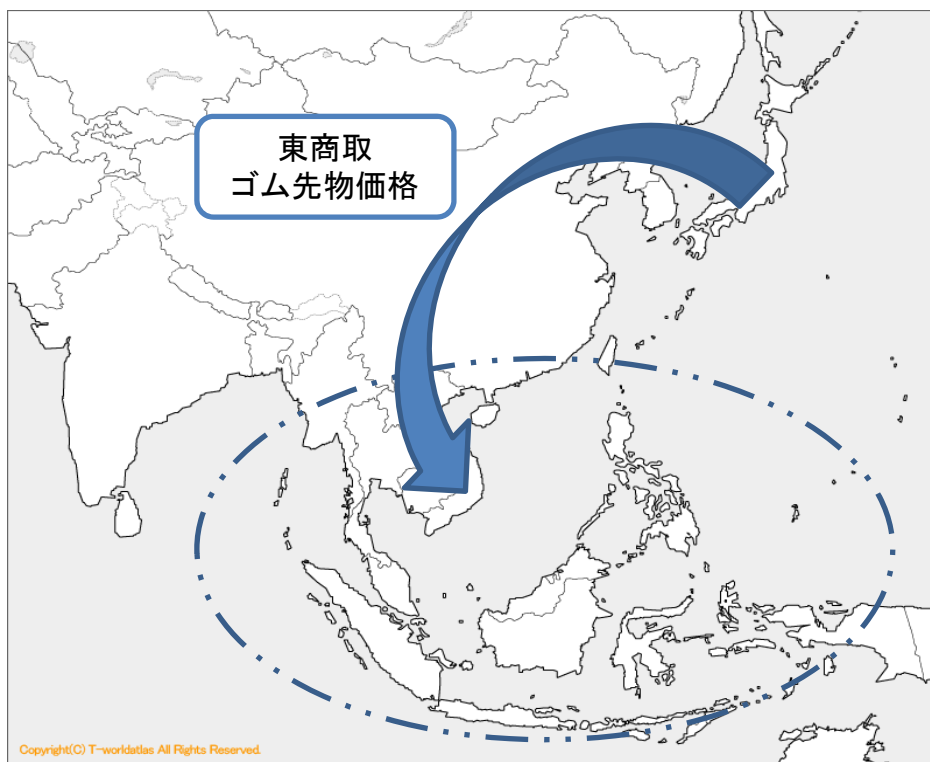 東商取
ゴム先物価格
Copyright(C) T-worldatlas All Rights Reserved.